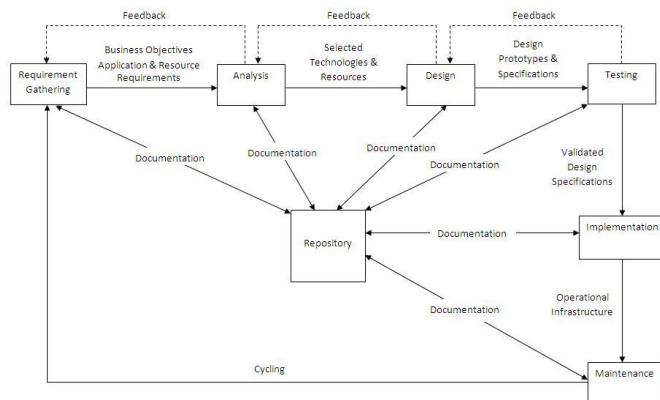 Feedback
Feedback
Feedback
Business Objectives
Application & Resource
Requirements
Selected
Technologies &
Resources
Design
Prototypes &
Specifications
Requirement
Gathering
Analysis
Design
Testing
Documentation
Documentation
Documentation
Documentation
Validated
Design
Specifications
Repository
Documentation
Implementation
Documentation
Operational
Infrastructure
Cycling
Maintenance